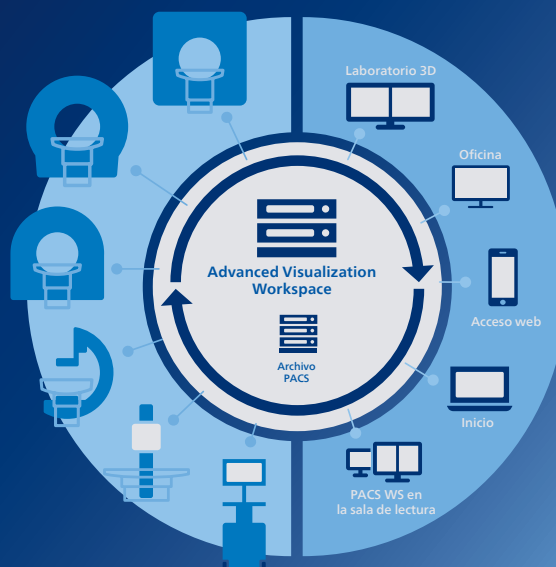 Laboratorio 3D
Oficina
Advanced Visualization
Workspace
Acceso web
Archivo
PACS
Inicio
PACS WS en
la sala de lectura